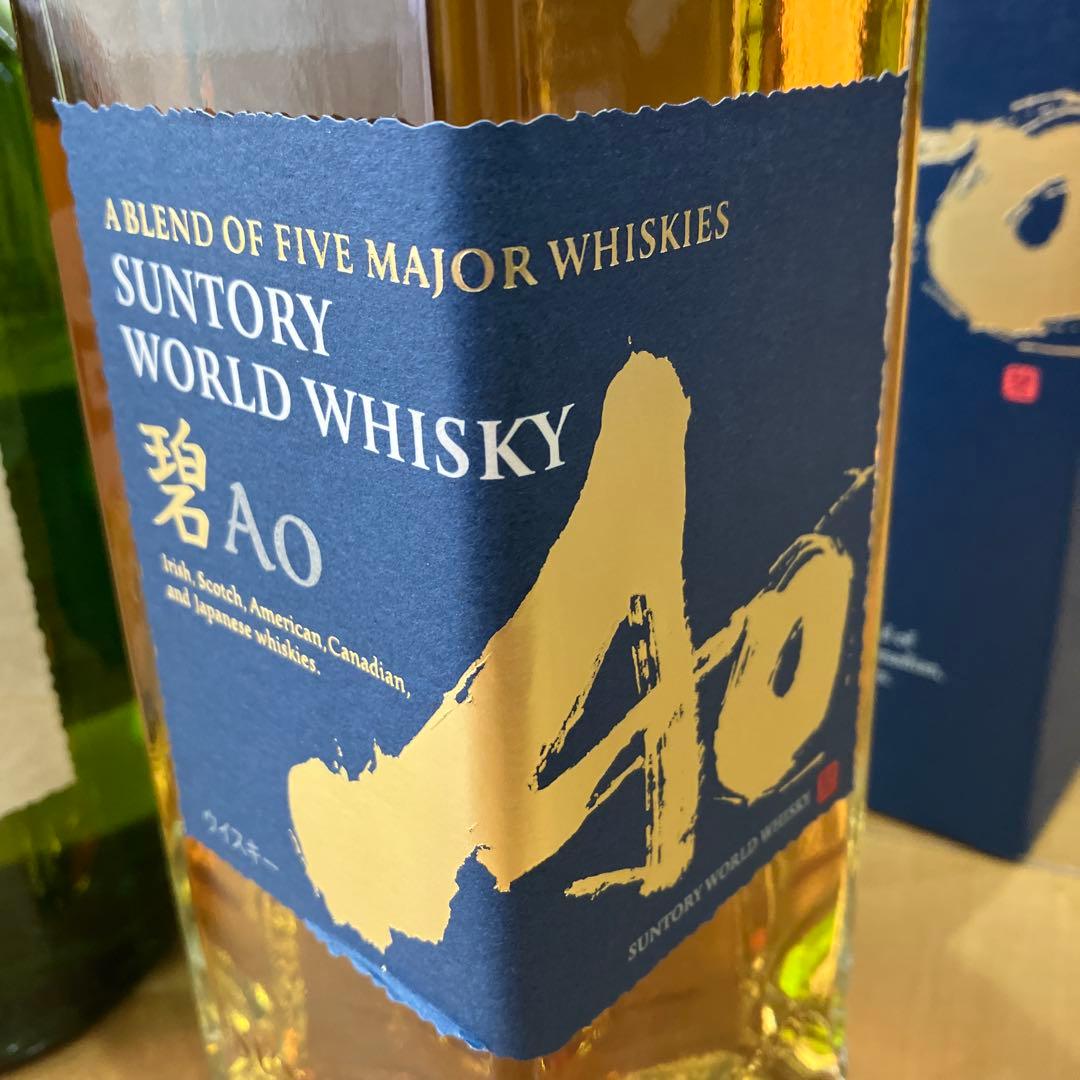 A BLEND OF FIVE MAJOR WHISKIES
SUNTORY
WORLD WHISKY
碧 AO
Irish, Scotch, American, Canadian,
and Japanese whiskies.
Ao
ウイスキー
SUNTORY WORLD WHISKY
o